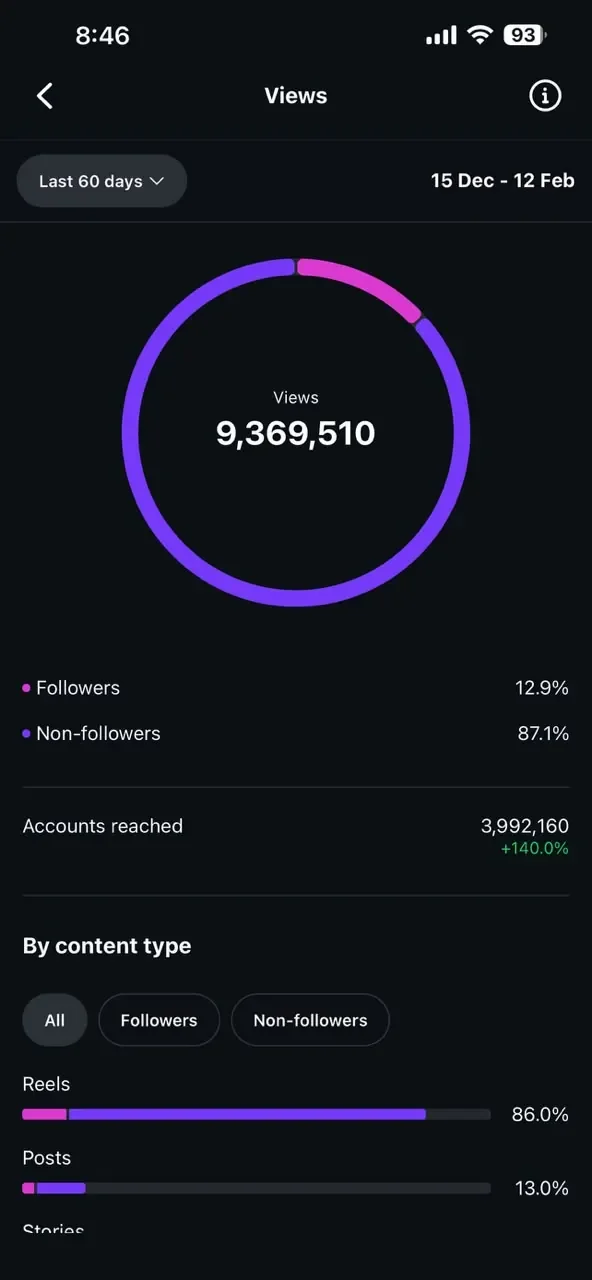 8:46
93
Views
Last 60 days
15 Dec - 12 Feb
Views
9,369,510
Followers 12.9%
Non-followers 87.1%
Accounts reached 3,992,160
+140.0%
By content type
All Followers Non-followers
Reels
86.0%
Posts
13.0%
Stories